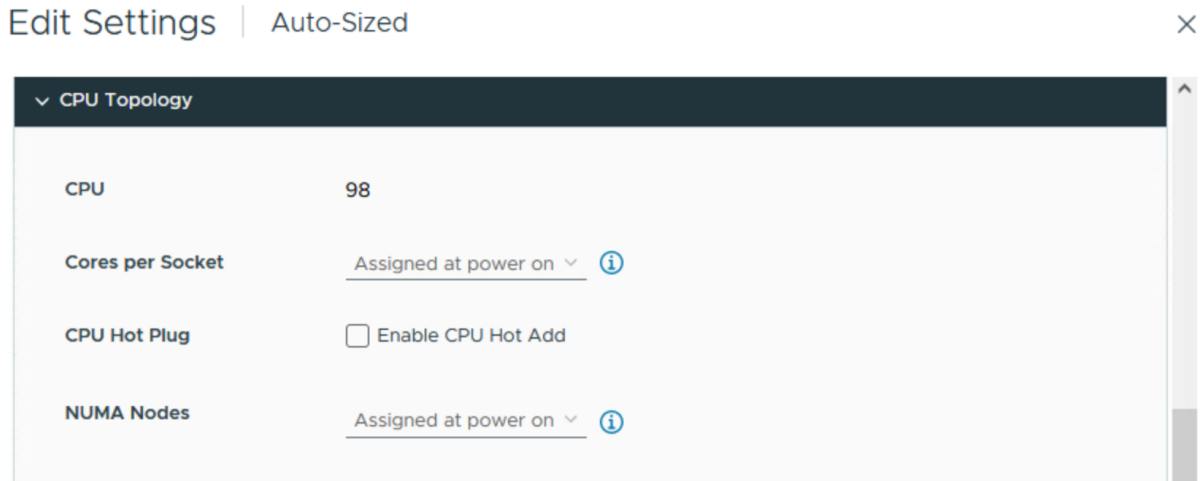 Edit Settings Auto-Sized
CPU Topology
CPU 98
Cores per Socket Assigned at power on
CPU Hot Plug Enable CPU Hot Add
NUMA Nodes Assigned at power on